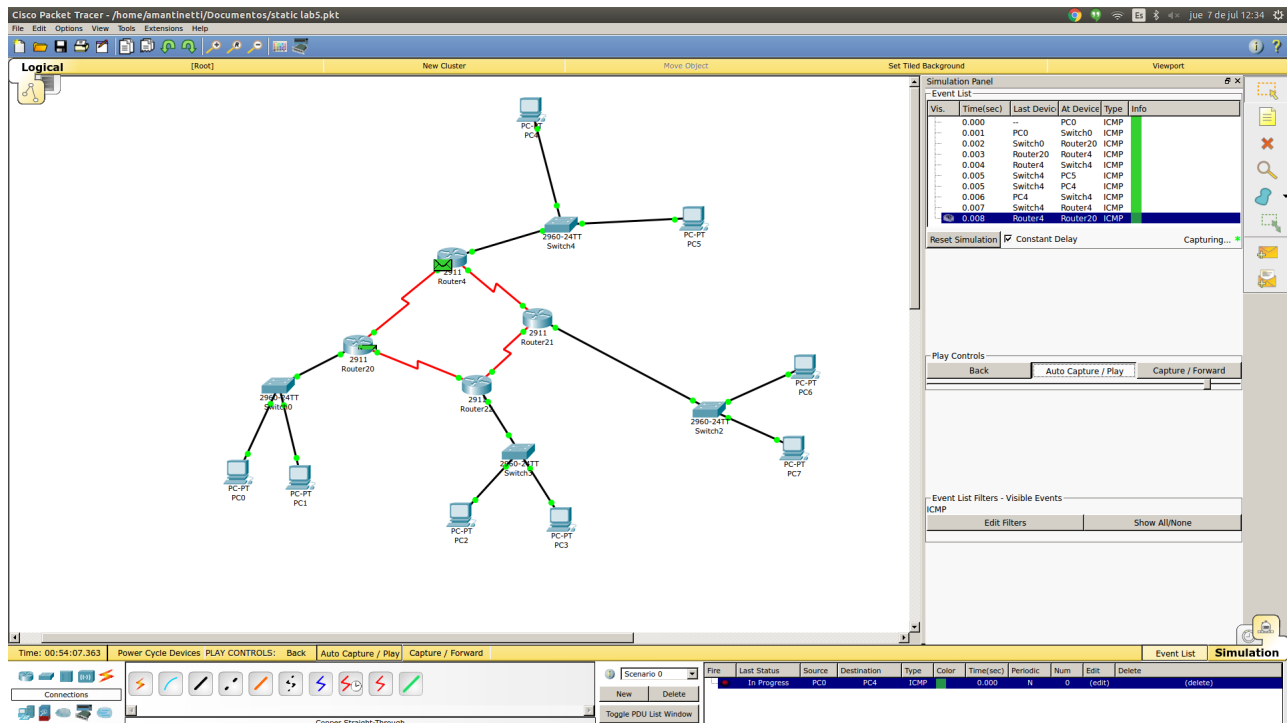 Cisco Packet Tracer - /home/amantinetti/Documentos/static lab5.pkt
Es jue 7 de jul 12:34
File Edit Options View Tools Extensions Help
Logical [Root] New Cluster Move Object Set Tiled Background Viewport
Simulation Panel
Event List
Vis. Time(sec) Last Devic At Device Type Info
0.000 -- PC0 ICMP
0.001 PC0 Switch0 ICMP
0.002 Switch0 Router20 ICMP
0.003 Router20 Router4 ICMP
0.004 Router4 Switch4 ICMP
0.005 Switch4 PC5 ICMP
0.005 Switch4 PC4 ICMP
0.006 PC4 Switch4 ICMP
0.007 Switch4 Router4 ICMP
0.008 Router4 Router20 ICMP
Reset Simulation Constant Delay Capturing... *
Play Controls
Back Auto Capture / Play Capture / Forward
Event List Filters - Visible Events
ICMP
Edit Filters Show All/None
PC-PT
PC4
2960-24TT
Switch4
PC-PT
PC5
2911
Router4
2911
Router21
2911
Router20
2911
Router22
2960-24TT
Switch0
PC-PT
PC6
2960-24TT
Switch2
PC-PT
PC7
2960-24TT
Switch3
PC-PT
PC0
PC-PT
PC1
PC-PT
PC2
PC-PT
PC3
Time: 00:54:07.363 Power Cycle Devices PLAY CONTROLS: Back Auto Capture / Play Capture / Forward Event List Simulation
Connections
Copper Straight-Through
Scenario 0
New Delete
Toggle PDU List Window
Fire Last Status Source Destination Type Color Time(sec) Periodic Num Edit Delete
In Progress PC0 PC4 ICMP 0.000 N 0 (edit) (delete)